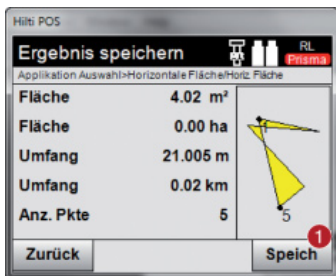 Hilti POS
Ergebnis speichern
RL
Prisma
Applikation Auswahl>Horizontale Fläche/Horiz. Fläche
Fläche 4.02 m²
Fläche 0.00 ha
Umfang 21.005 m
Umfang 0.02 km
Anz. Pkte 5
1
5
1
Zurück
Speich